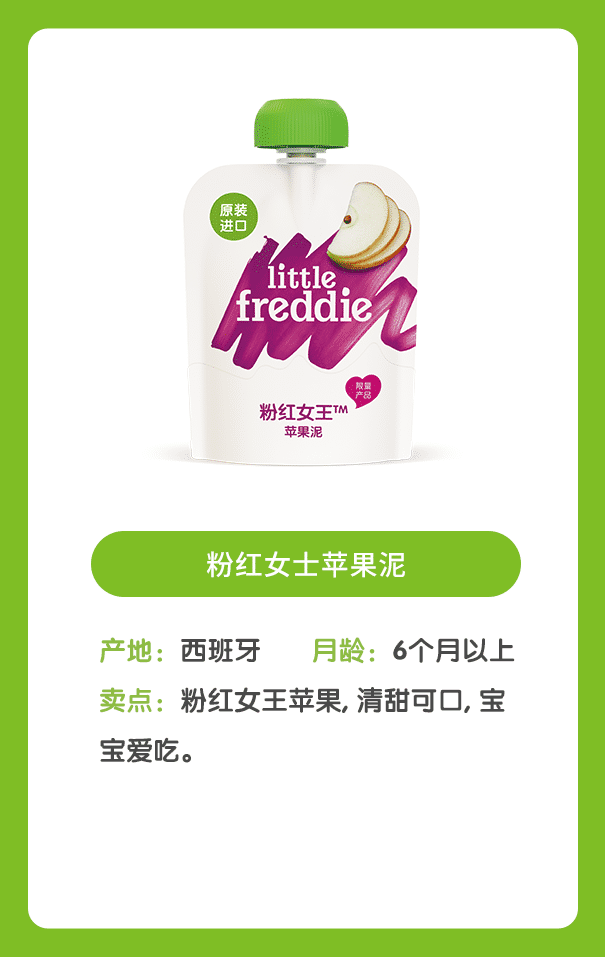 原装
进口
little
freddie
限量
产品
粉红女王™
苹果泥
粉红女士苹果泥
产地：西班牙 月龄：6个月以上
卖点：粉红女王苹果, 清甜可口, 宝
宝爱吃。